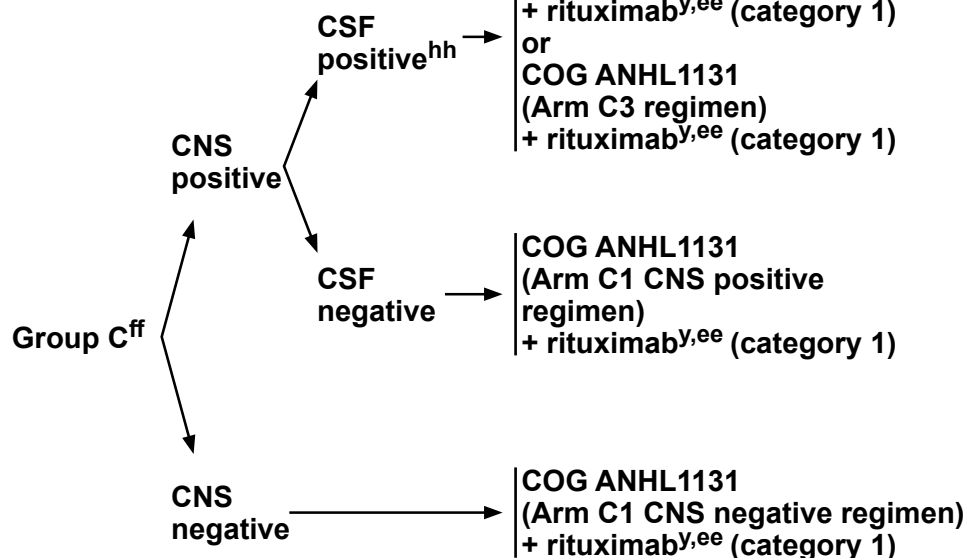 + rituximab^y,ee (category 1)
or
COG ANHL1131
(Arm C3 regimen)
+ rituximab^y,ee (category 1)
CSF
positive^hh
CNS
positive
CSF
negative
COG ANHL1131
(Arm C1 CNS positive
regimen)
+ rituximab^y,ee (category 1)
Group C^ff
CNS
negative
COG ANHL1131
(Arm C1 CNS negative regimen)
+ rituximab^y,ee (category 1)